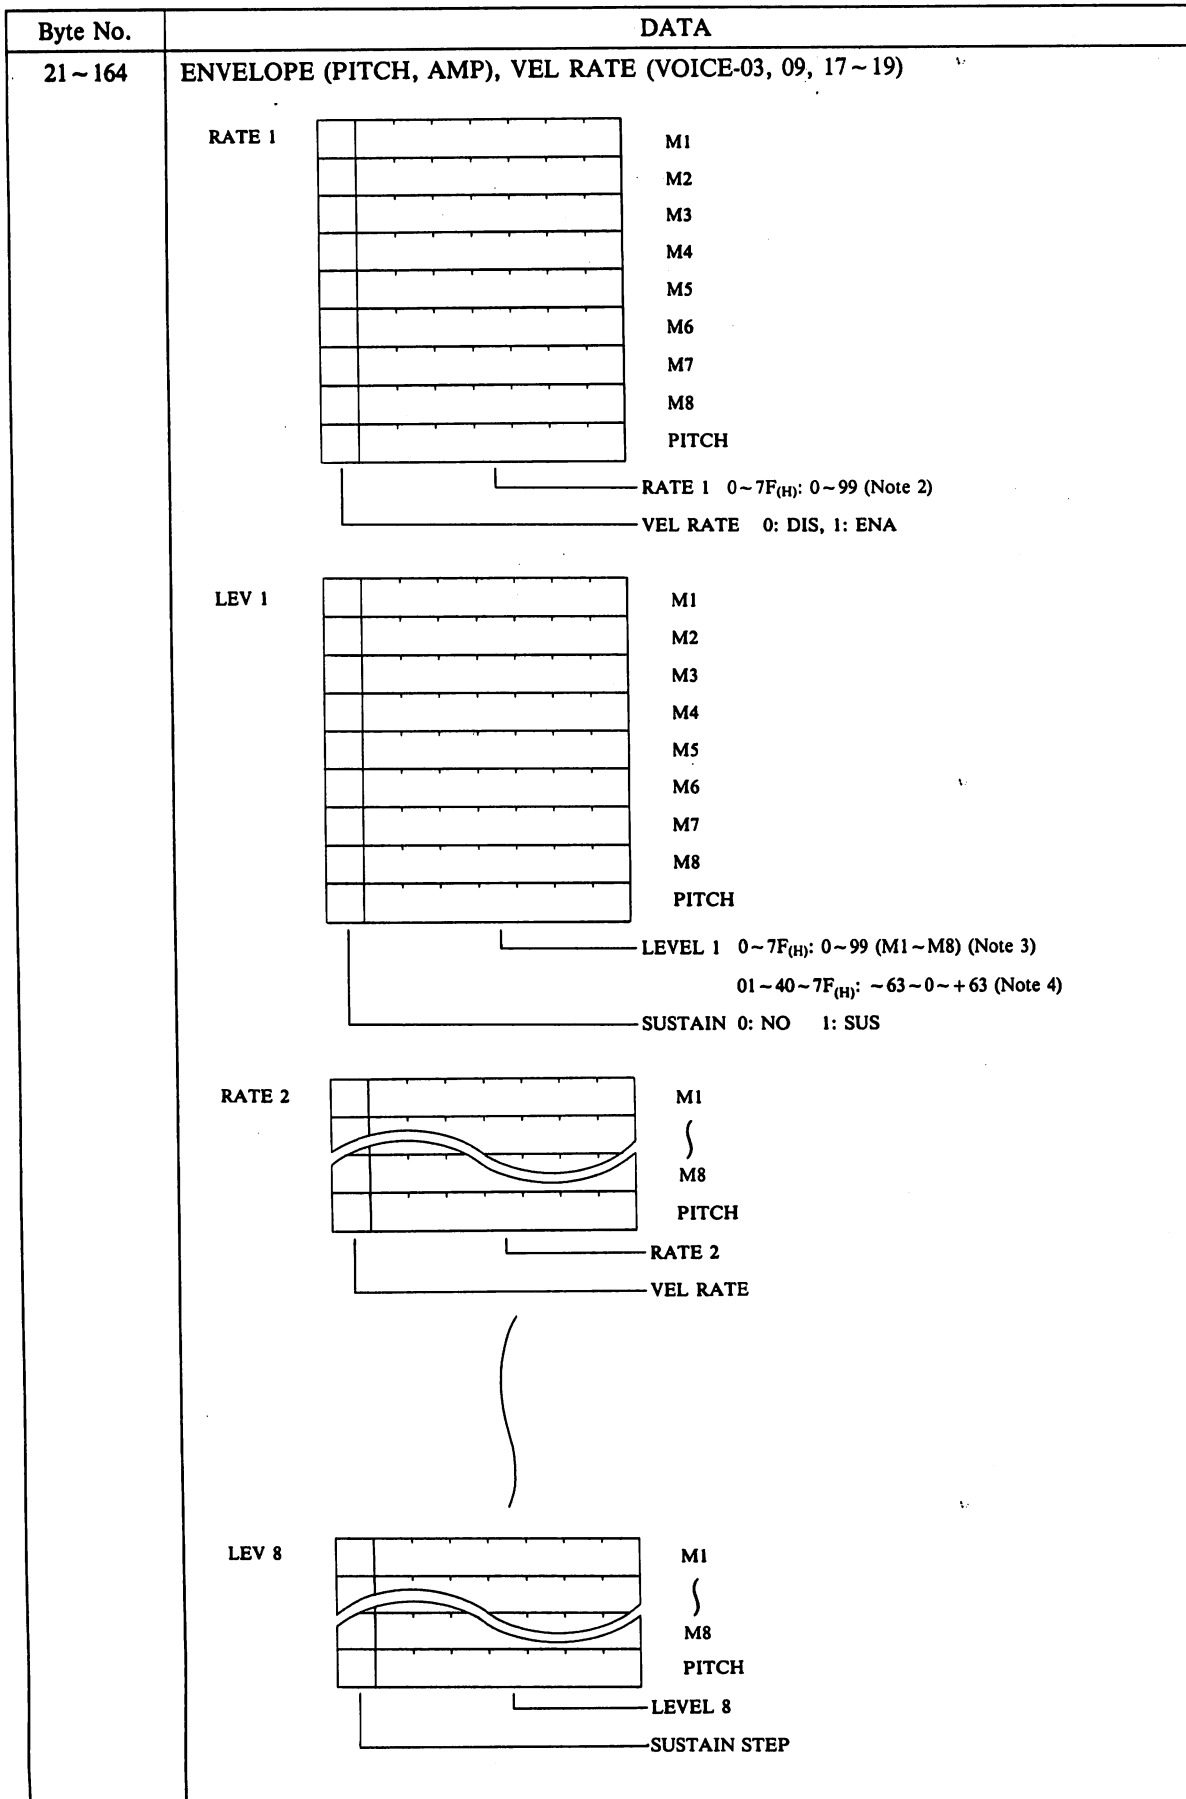 Byte No. DATA
21~164 ENVELOPE (PITCH, AMP), VEL RATE (VOICE-03, 09, 17~19)
RATE 1 M1
M2
M3
M4
M5
M6
M7
M8
PITCH
RATE 1 0~7F(H): 0~99 (Note 2)
VEL RATE 0: DIS, 1: ENA
LEV 1 M1
M2
M3
M4
M5
M6
M7
M8
PITCH
LEVEL 1 0~7F(H): 0~99 (M1~M8) (Note 3)
01~40~7F(H): ~63~0~+63 (Note 4)
SUSTAIN 0: NO 1: SUS
RATE 2 M1
M8
PITCH
RATE 2
VEL RATE
LEV 8 M1
M8
PITCH
LEVEL 8
SUSTAIN STEP